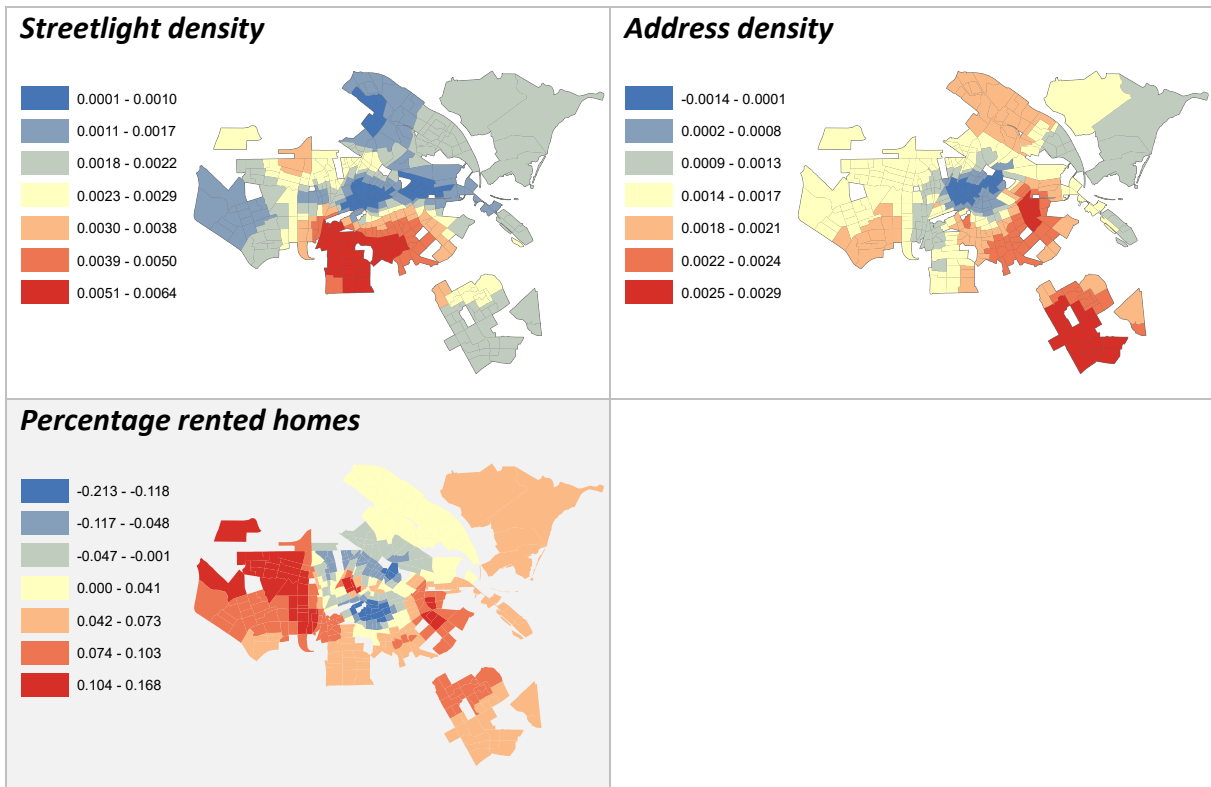 Streetlight density
0.0001 - 0.0010
0.0011 - 0.0017
0.0018 - 0.0022
0.0023 - 0.0029
0.0030 - 0.0038
0.0039 - 0.0050
0.0051 - 0.0064
Address density
-0.0014 - 0.0001
0.0002 - 0.0008
0.0009 - 0.0013
0.0014 - 0.0017
0.0018 - 0.0021
0.0022 - 0.0024
0.0025 - 0.0029
Percentage rented homes
-0.213 - -0.118
-0.117 - -0.048
-0.047 - -0.001
0.000 - 0.041
0.042 - 0.073
0.074 - 0.103
0.104 - 0.168